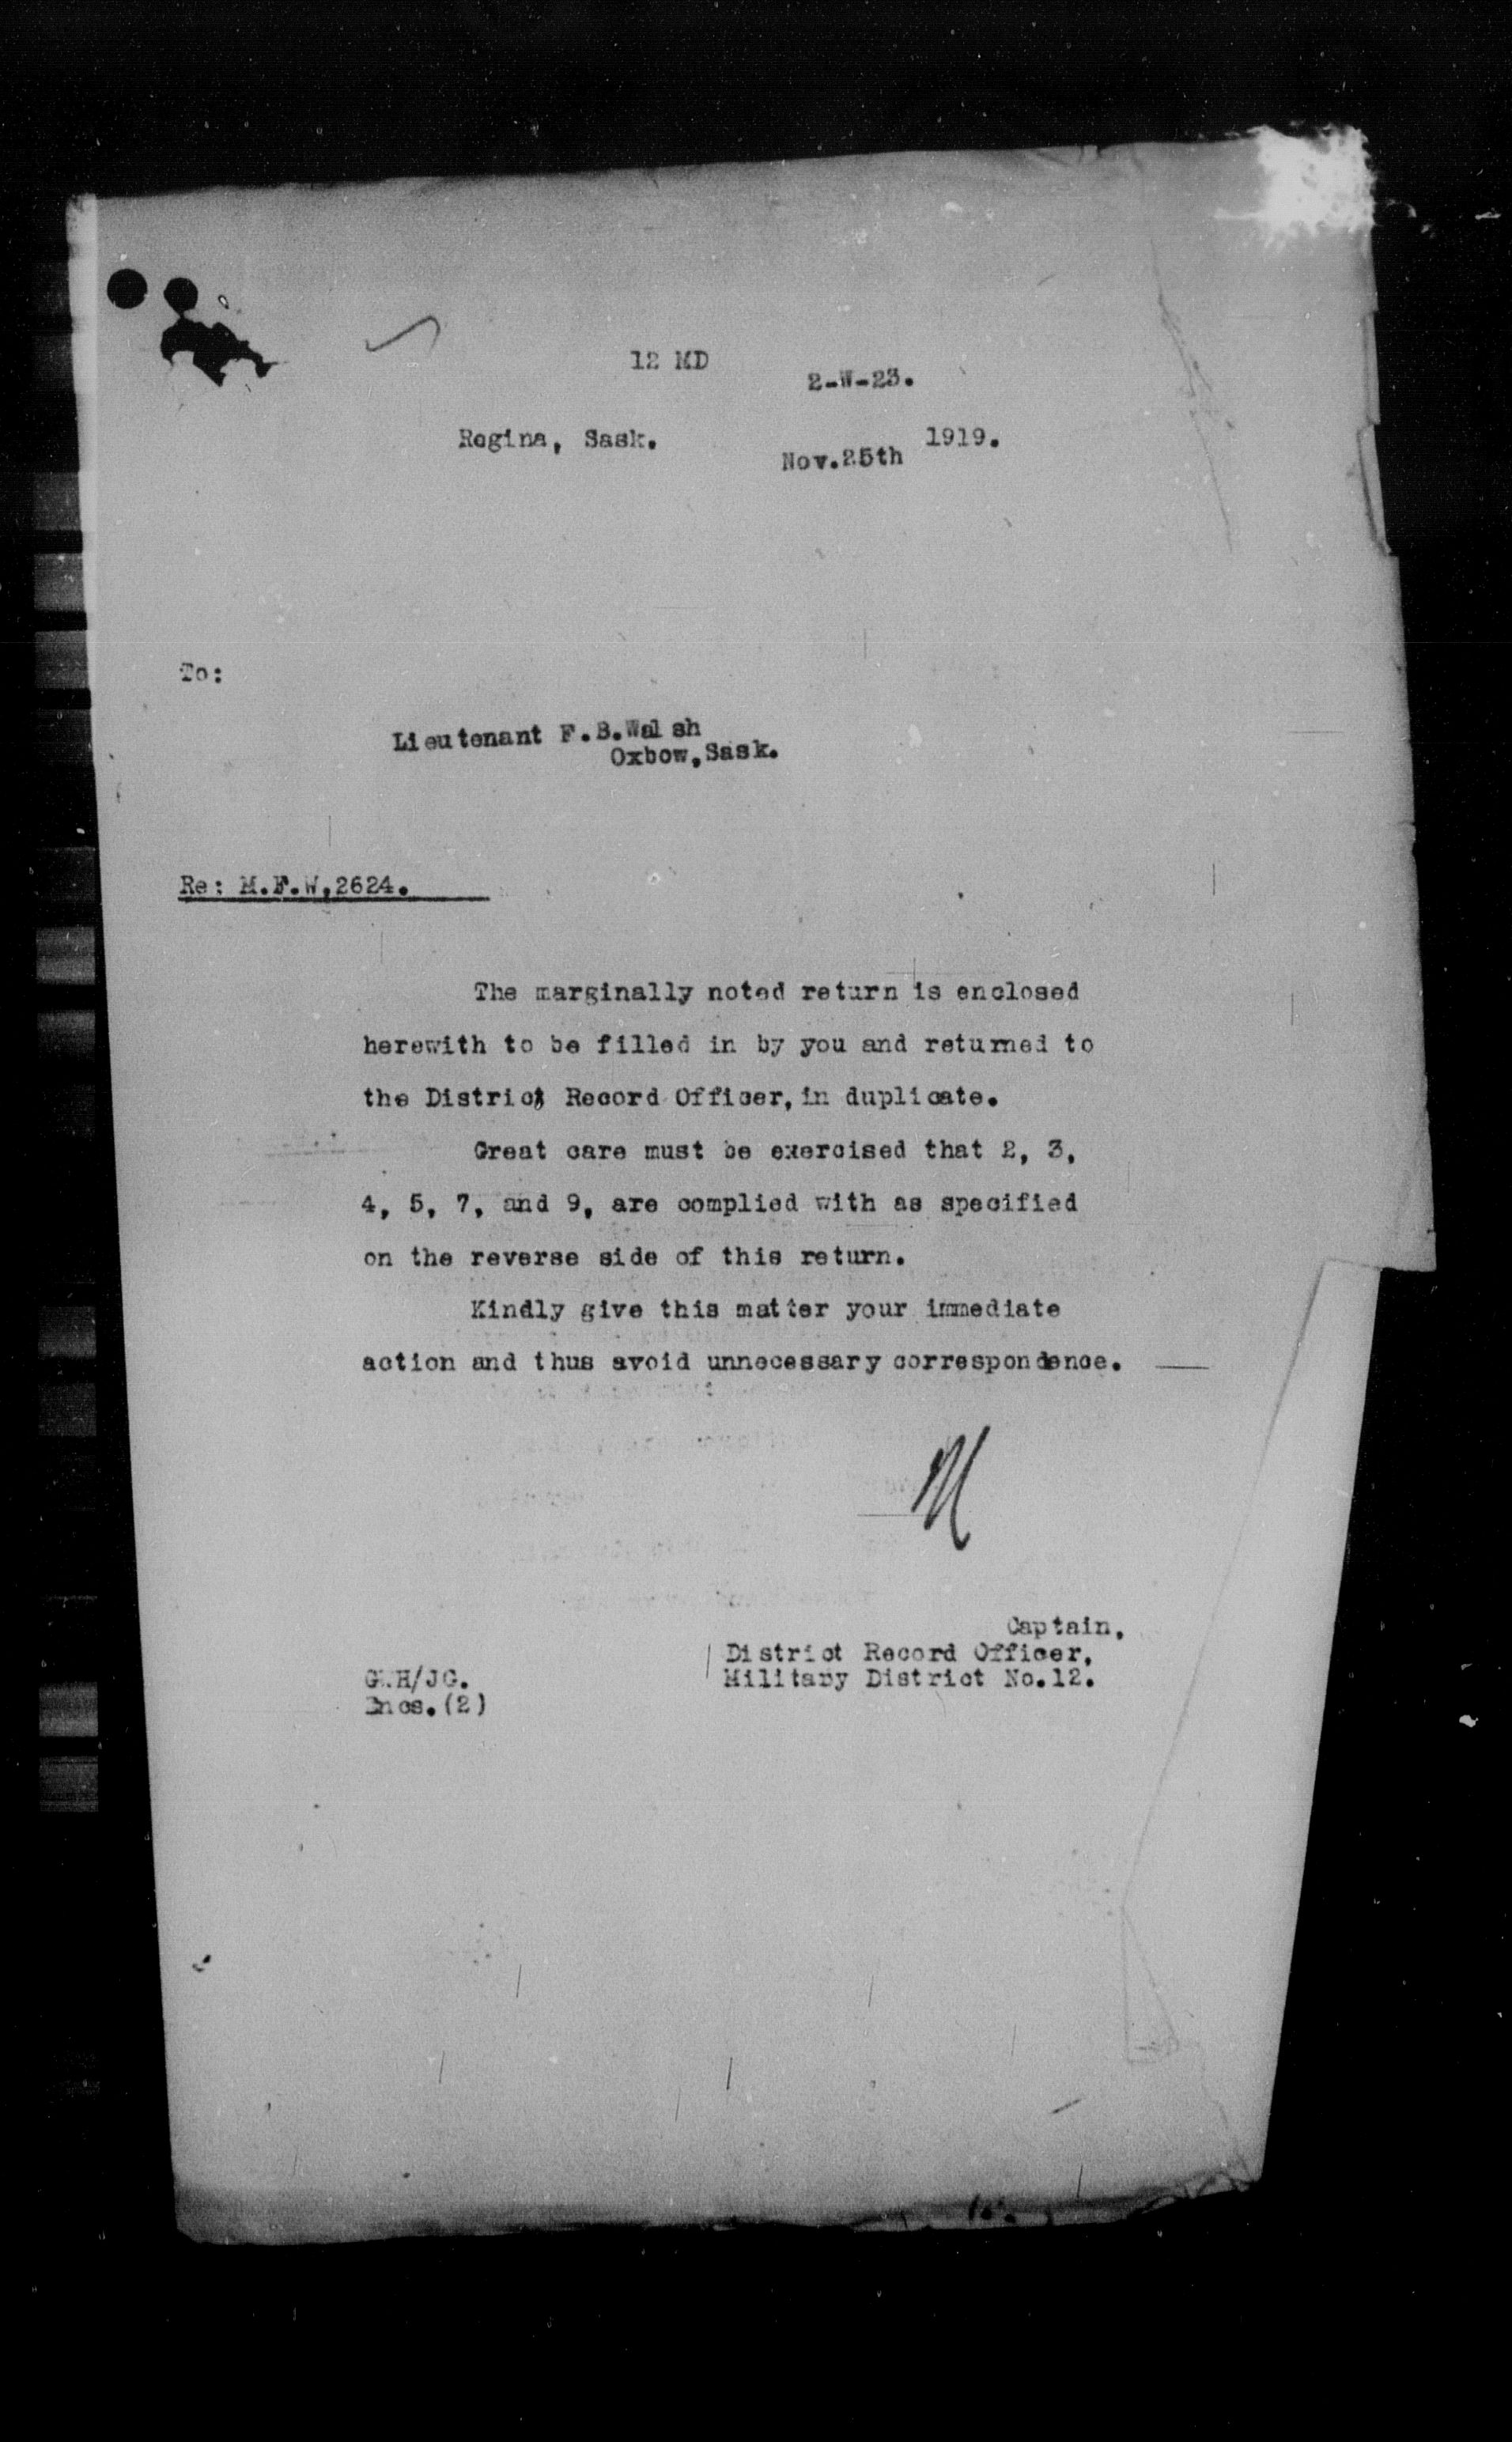 12 MD
2-W-23.
Regina, Sask.
Nov.25th 1919.
To:
Lieutenant F.B.Walsh
Oxbow,Sask.
Re: M.F.W,2624.
The marginally noted return is enclosed
herewith to be filled in by you and returned to
the District Record Officer,in duplicate.
Great care must be exercised that 2, 3,
4, 5, 7, and 9, are complied with as specified
on the reverse side of this return.
Kindly give this matter your immediate
action and thus avoid unnecessary correspondence.
Captain,
District Record Officer,
Military District No.12.
/JG.
Encs.(2)